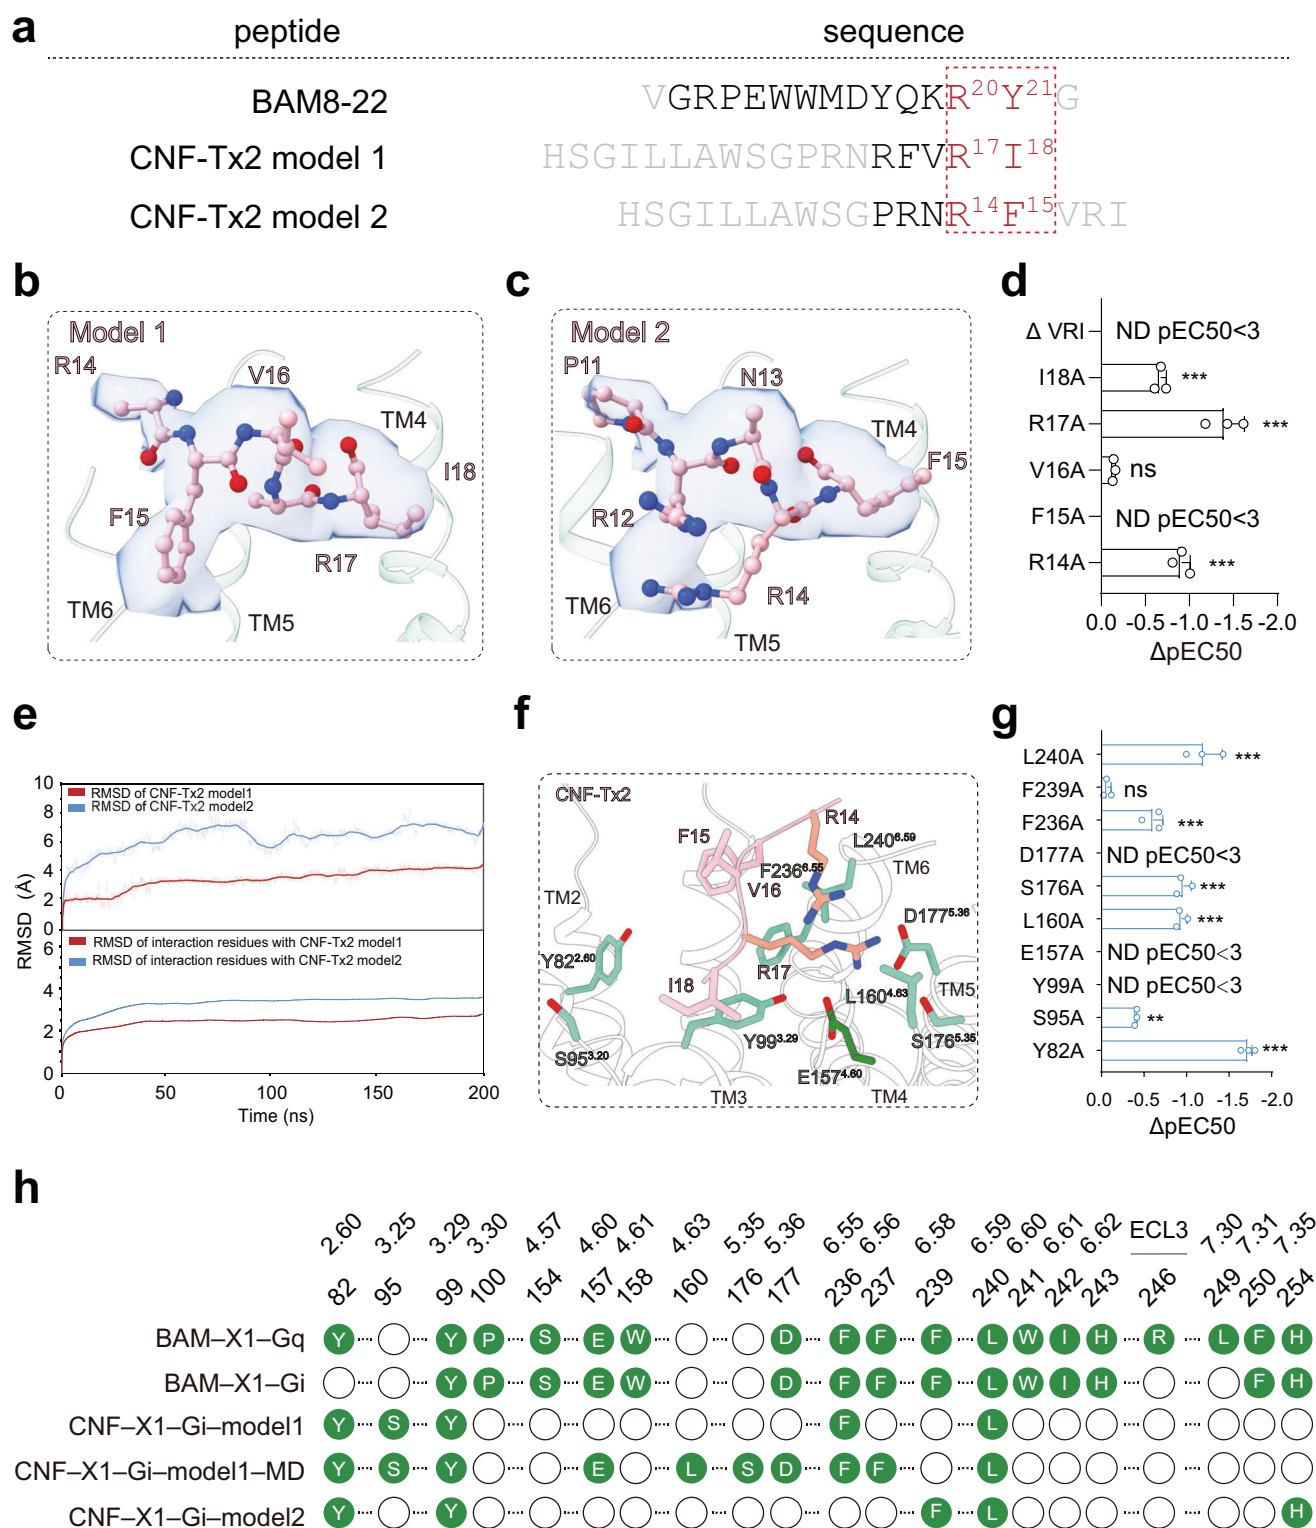 a
peptide sequence
BAM8-22 VGRPEWWMDYQKR²⁰Y²¹G
CNF-Tx2 model 1 HSGILLAWSGPRNRFVR¹⁷I¹⁸
CNF-Tx2 model 2 HSGILLAWSGPRNR¹⁴F¹⁵VRI
b
Model 1
R14
V16
TM4
I18
F15
R17
TM6
TM5
c
Model 2
P11
N13
TM4
F15
R12
R14
TM6
TM5
d
Δ VRI ND pEC50<3
I18A ***
R17A ***
V16A ns
F15A ND pEC50<3
R14A ***
0.0 -0.5 -1.0 -1.5 -2.0
ΔpEC50
e
10
8
6
4
2
0
RMSD of CNF-Tx2 model1
RMSD of CNF-Tx2 model2
RMSD (Å)
6
4
2
0
RMSD of interaction residues with CNF-Tx2 model1
RMSD of interaction residues with CNF-Tx2 model2
0 50 100 150 200
Time (ns)
f
CNF-Tx2
R14
F15
L240⁶·⁵⁹
F236⁶·⁵⁵
TM6
V16
TM2
D177⁵·³⁶
Y82²·⁶⁰
R17
I18
L160⁴·⁶³
TM5
S95³·²⁰
Y99³·²⁹
S176⁵·³⁵
E157⁴·⁶⁰
TM3
TM4
g
L240A ***
F239A ns
F236A ***
D177A ND pEC50<3
S176A ***
L160A ***
E157A ND pEC50<3
Y99A ND pEC50<3
S95A **
Y82A ***
0.0 -0.5 -1.0 -1.5 -2.0
ΔpEC50
h
2.60 3.25 3.29 3.30 4.57 4.60 4.61 4.63 5.35 5.36 6.55 6.56 6.58 6.59 6.60 6.61 6.62 ECL3 7.30 7.31 7.35
82 95 99 100 154 157 158 160 176 177 236 237 239 240 241 242 243 246 249 250 254
BAM–X1–Gq Y Y P S E W D F F F L W I H R L F H
BAM–X1–Gi Y P S E W D F F F L W I H F H
CNF–X1–Gi–model1 Y S Y F L
CNF–X1–Gi–model1–MD Y S Y E L S D F F L
CNF–X1–Gi–model2 Y Y F L H